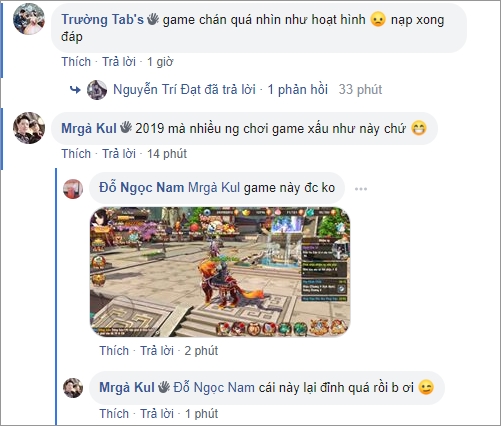 Trường Tab's game chán quá nhìn như hoạt hình 😦 nạp xong
đáp
Thích · Trả lời · 1 giờ
Nguyễn Trí Đạt đã trả lời · 1 phản hồi 33 phút
Mrgà Kul 2019 mà nhiều ng chơi game xấu như này chứ 😁
Thích · Trả lời · 14 phút
Đỗ Ngọc Nam Mrgà Kul game này đc ko
Thích · Trả lời · 2 phút
Mrgà Kul Đỗ Ngọc Nam cái này lại đỉnh quá rồi b ơi 😉
Thích · Trả lời · 1 phút